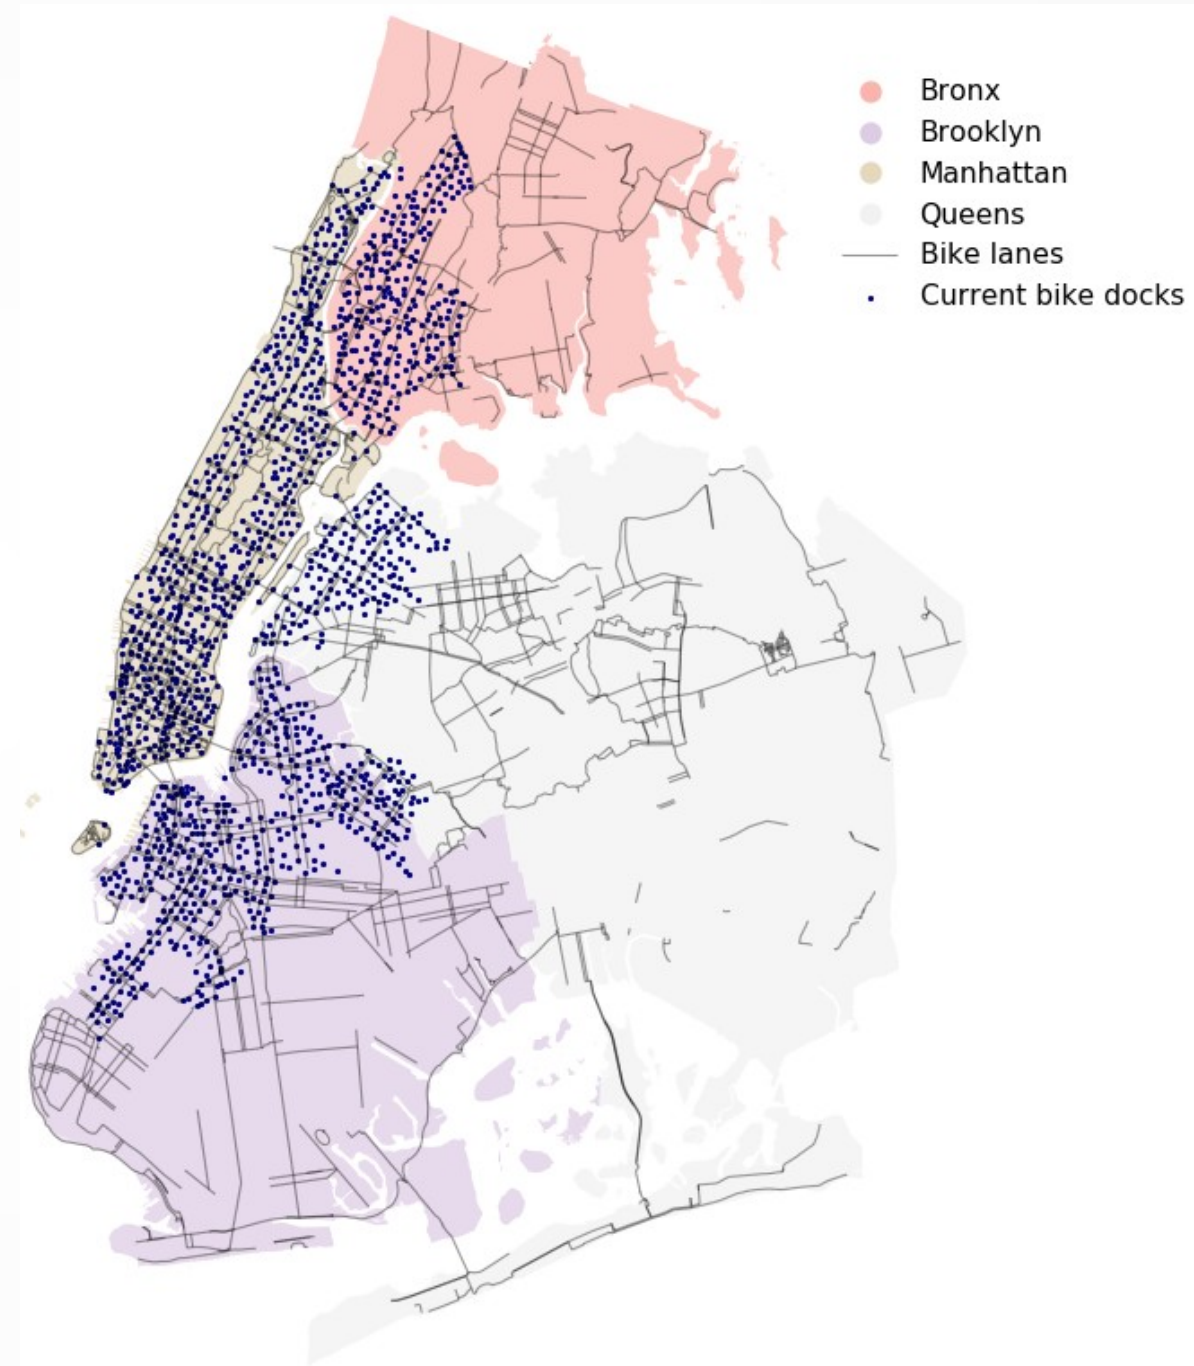 Bronx
Brooklyn
Manhattan
Queens
Bike lanes
Current bike docks